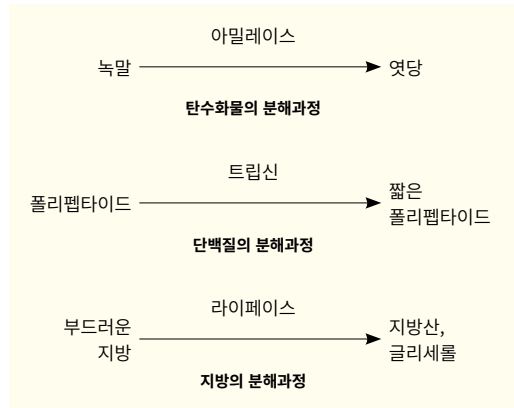 아밀레이스
녹말
엿당
탄수화물의 분해과정
트립신
폴리펩타이드
짧은
폴리펩타이드
단백질의 분해과정
라이페이스
부드러운
지방
지방산,
글리세롤
지방의 분해과정